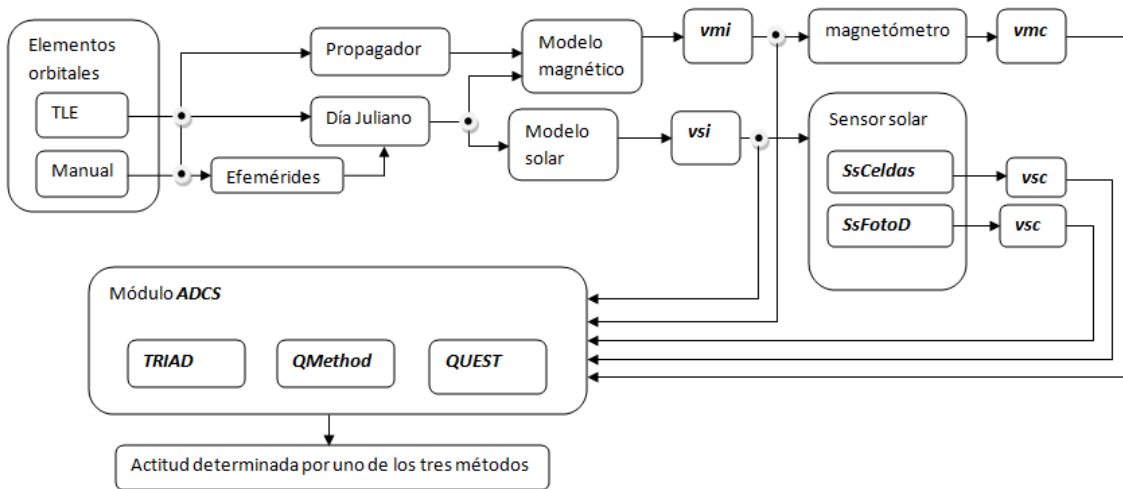 Elementos
orbitales
TLE
Manual
Propagador
Día Juliano
Efemérides
Modelo
magnético
Modelo
solar
vmi
vsi
magnetómetro
vmc
Sensor solar
SsCeldas
vsc
SsFotoD
vsc
Módulo ADCS
TRIAD
QMethod
QUEST
Actitud determinada por uno de los tres métodos